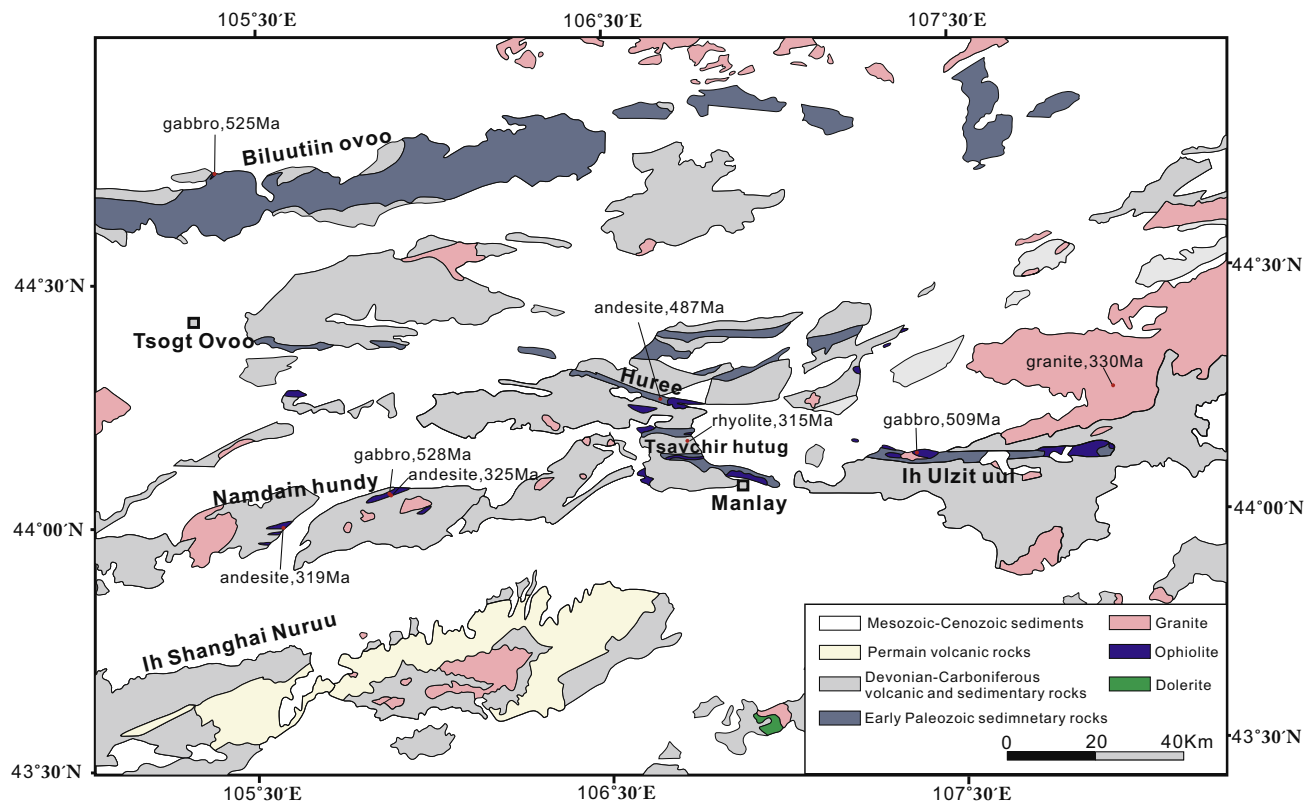 105°30′E 106°30′E 107°30′E
gabbro,525Ma
Biluutiin ovoo
44°30′N
44°30′N
andesite,487Ma
Tsogt Ovoo
Huree
granite,330Ma
rhyolite,315Ma
gabbro,509Ma
Tsavchir hutug
gabbro,528Ma
andesite,325Ma
Ih Ulzit uul
Namdain hundy
Manlay
44°00′N
44°00′N
andesite,319Ma
Ih Shanghai Nuruu
Mesozoic-Cenozoic sediments
Granite
Permain volcanic rocks
Ophiolite
Devonian-Carboniferous
volcanic and sedimentary rocks
Dolerite
Early Paleozoic sedimnetary rocks
0 20 40Km
43°30′N
43°30′N
105°30′E 106°30′E 107°30′E